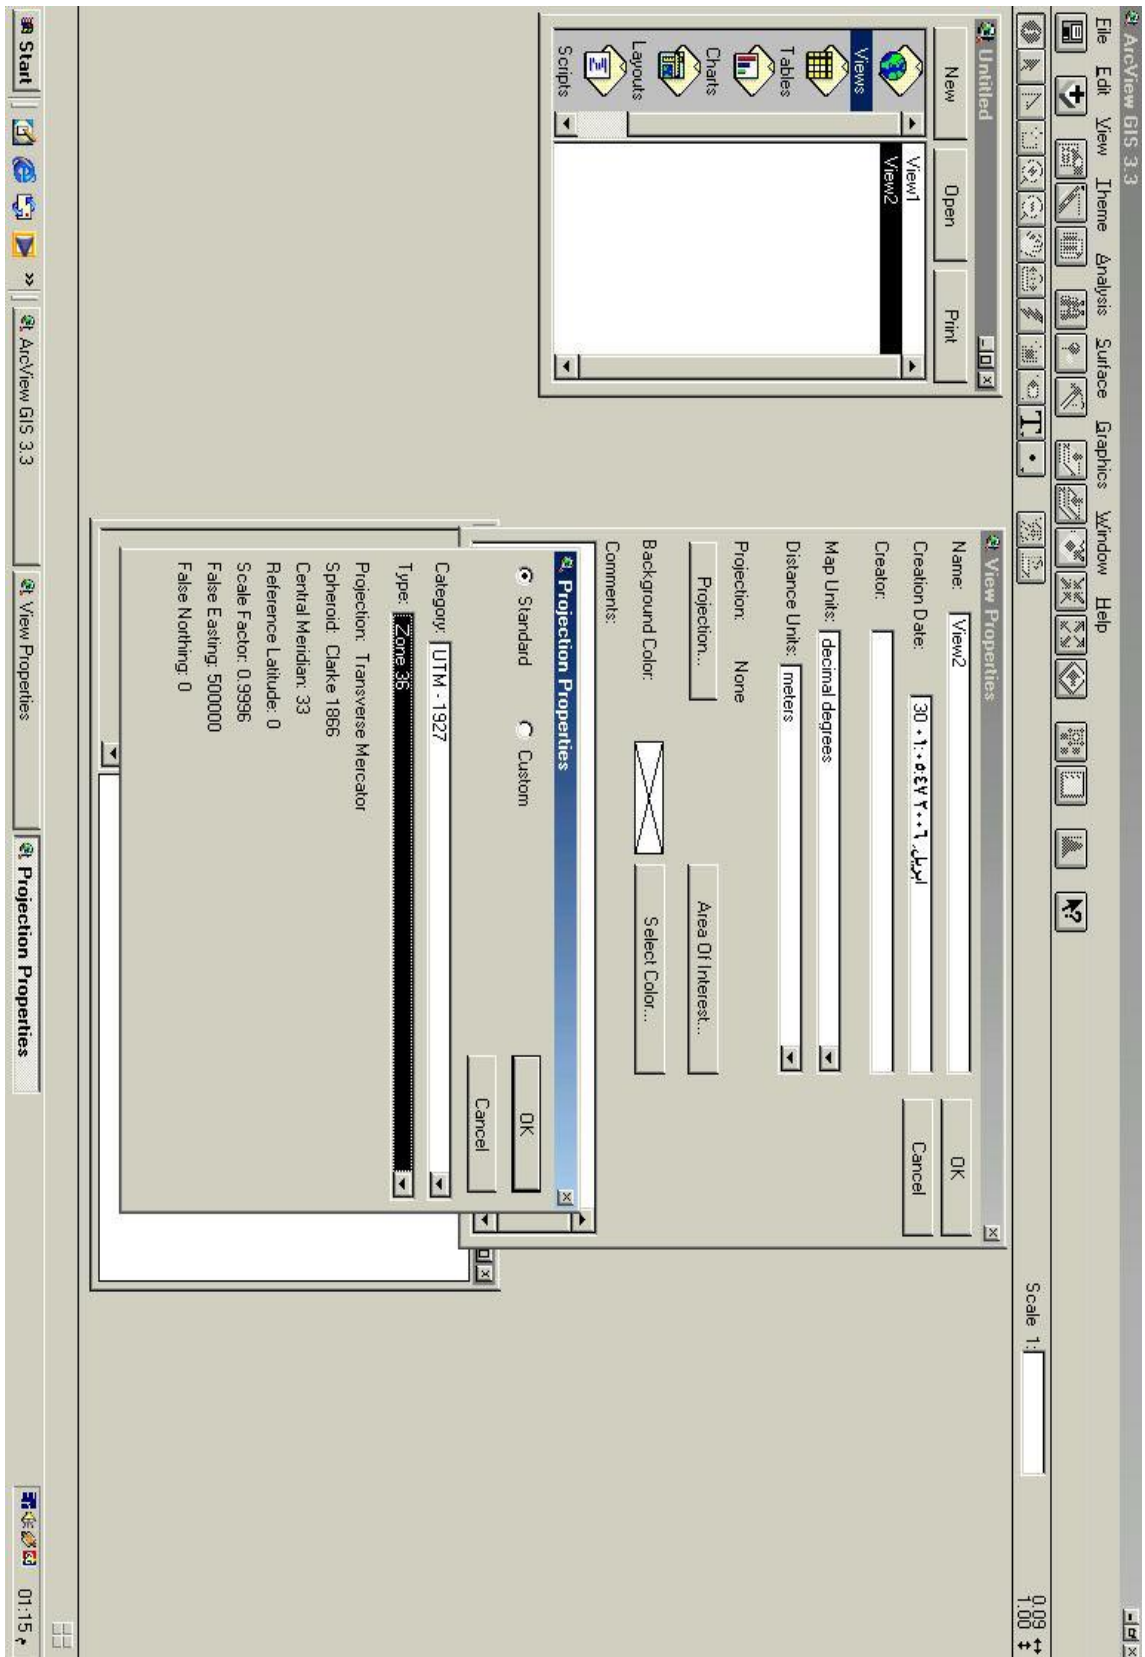 ArcView GIS 3.3
File Edit View Theme Analysis Surface Graphics Window Help
T
Scale 1:
0.09
1.00
Untitled
New Open Print
Views
Tables
Charts
Layouts
Scripts
View1
View2
View Properties
Name: View2
Creation Date:
Creator:
Map Units: decimal degrees
Distance Units: meters
Projection: None
Projection... Area Of Interest...
Background Color: Select Color...
Comments:
OK
Cancel
Projection Properties
Standard Custom
OK
Cancel
Category: UTM - 1927
Type: Zone 36
Projection: Transverse Mercator
Spheroid: Clarke 1866
Central Meridian: 33
Reference Latitude: 0
Scale Factor: 0.9996
False Easting: 500000
False Northing: 0
Start » ArcView GIS 3.3 View Properties Projection Properties 01:15 م